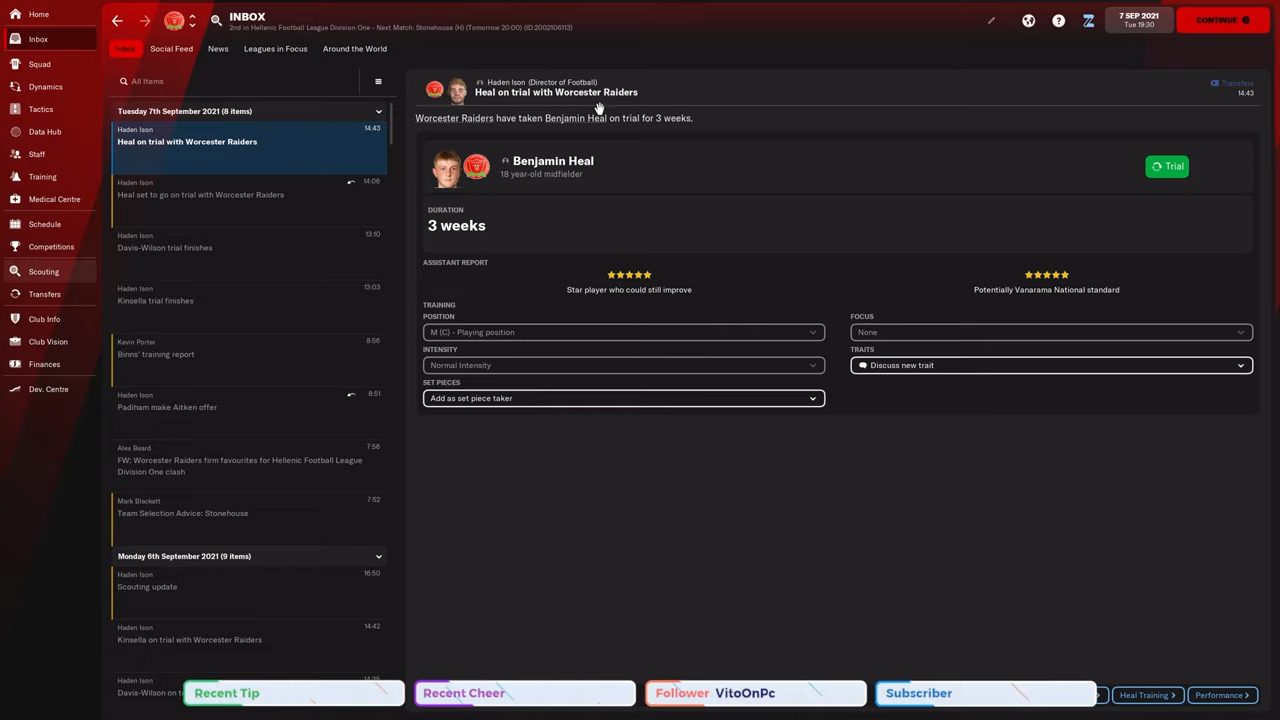 Home
Inbox
Squad
Dynamics
Tactics
Data Hub
Staff
Training
Medical Centre
Schedule
Competitions
Scouting
Transfers
Club Info
Club Vision
Finances
Dev. Centre
INBOX
2nd in Hellenic Football League Division One - Next Match: Stonehouse (H) (Tomorrow 20:00) (ID:2002106113)
7 SEP 2021
Tue 19:30
CONTINUE
Inbox
Social Feed
News
Leagues in Focus
Around the World
All Items
Tuesday 7th September 2021 (8 items)
Haden Ison 14:43
Heal on trial with Worcester Raiders
Haden Ison 14:06
Heal set to go on trial with Worcester Raiders
Haden Ison 13:10
Davis-Wilson trial finishes
Haden Ison 13:03
Kinsella trial finishes
Kevin Porter 8:56
Binns' training report
Haden Ison 8:51
Padiham make Aitken offer
Alex Beard 7:56
FW: Worcester Raiders firm favourites for Hellenic Football League
Division One clash
Mark Blackett 7:52
Team Selection Advice: Stonehouse
Monday 6th September 2021 (9 items)
Haden Ison 16:50
Scouting update
Haden Ison 14:42
Kinsella on trial with Worcester Raiders
Haden Ison
Davis-Wilson on
Haden Ison (Director of Football)
Heal on trial with Worcester Raiders
Transfers
14:43
Worcester Raiders have taken Benjamin Heal on trial for 3 weeks.
Benjamin Heal
18 year-old midfielder
Trial
DURATION
3 weeks
ASSISTANT REPORT
Star player who could still improve
Potentially Vanarama National standard
TRAINING
POSITION
M (C) - Playing position
FOCUS
None
INTENSITY
Normal Intensity
TRAITS
Discuss new trait
SET PIECES
Add as set piece taker
Recent Tip
Recent Cheer
Follower VitoOnPc
Subscriber
Heal Training
Performance